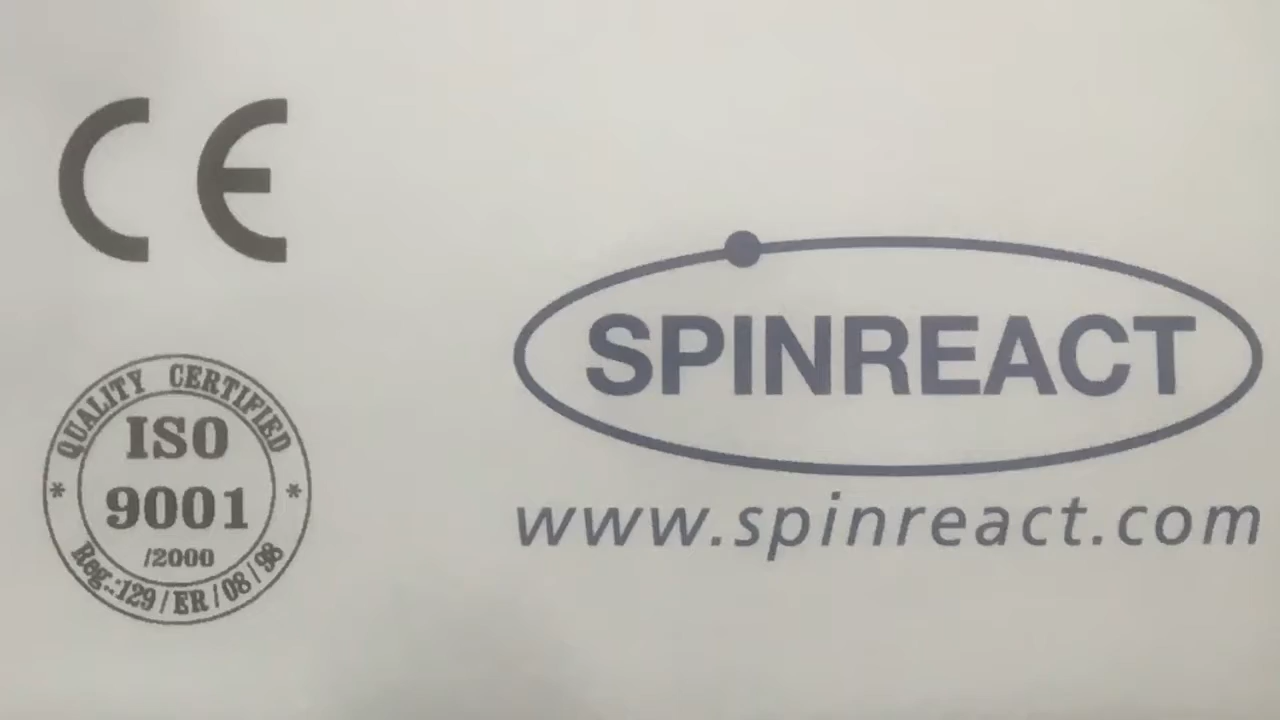 CE
SPINREACT
www.spinreact.com
QUALITY CERTIFIED
ISO
9001
/2000
Reg.:129/ER/08/98